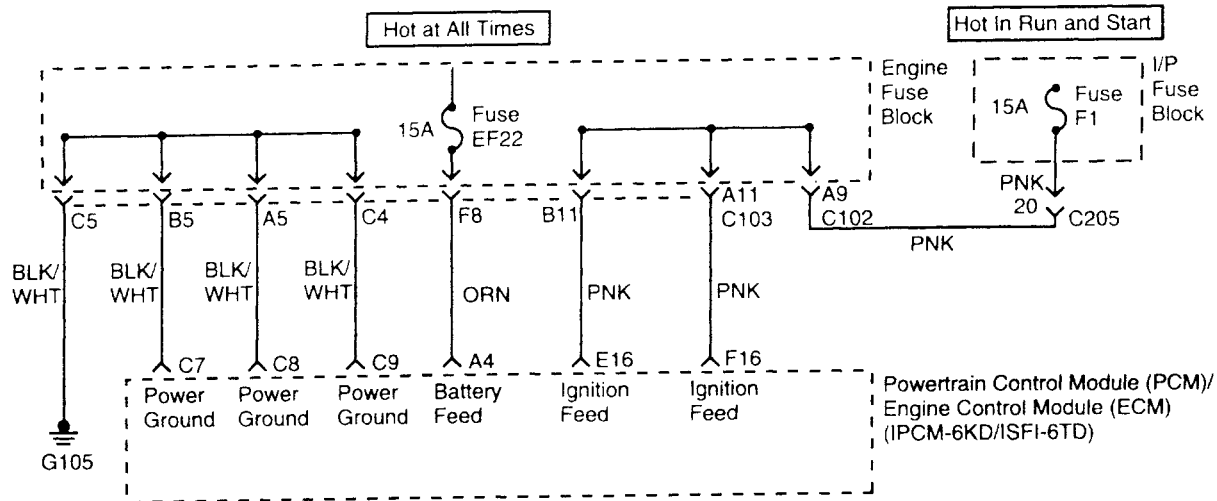 Hot at All Times
Hot In Run and Start
Engine
Fuse
Block
I/P
Fuse
Block
15A
Fuse
EF22
15A
Fuse
F1
C5
B5
A5
C4
F8
B11
A11
C103
A9
C102
PNK
20
C205
PNK
BLK/
WHT
BLK/
WHT
BLK/
WHT
BLK/
WHT
ORN
PNK
PNK
C7
C8
C9
A4
E16
F16
Power
Ground
Power
Ground
Power
Ground
Battery
Feed
Ignition
Feed
Ignition
Feed
Powertrain Control Module (PCM)/
Engine Control Module (ECM)
(IPCM-6KD/ISFI-6TD)
G105